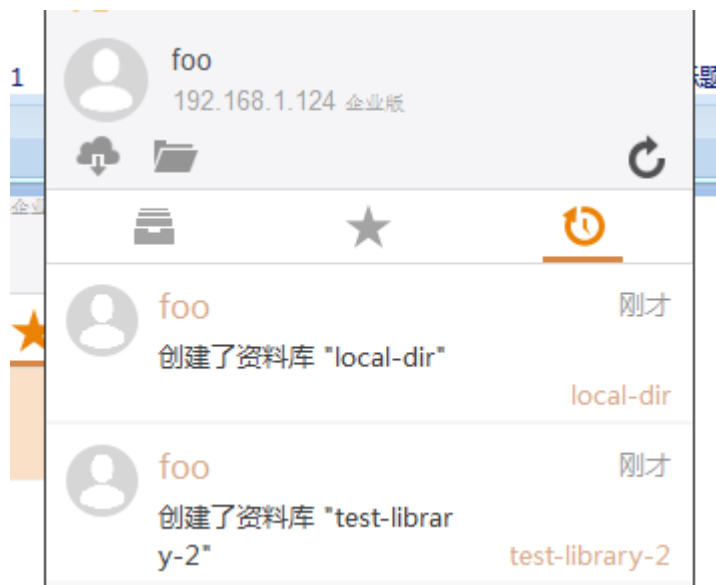 1
foo
192.168.1.124 企业版
foo
刚才
创建了资料库 "local-dir"
local-dir
foo
刚才
创建了资料库 "test-librar
y-2"
test-library-2